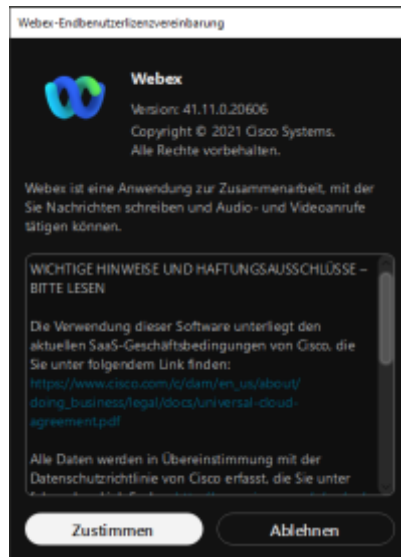 Webex-Endbenutzerlizenzvereinbarung
Webex
Version: 41.11.0.20606
Copyright © 2021 Cisco Systems.
Alle Rechte vorbehalten.
Webex ist eine Anwendung zur Zusammenarbeit, mit der
Sie Nachrichten schreiben und Audio- und Videoanrufe
tätigen können.
WICHTIGE HINWEISE UND HAFTUNGSAUSSCHLÜSSE –
BITTE LESEN
Die Verwendung dieser Software unterliegt den
aktuellen SaaS-Geschäftsbedingungen von Cisco, die
Sie unter folgendem Link finden:
https://www.cisco.com/c/dam/en_us/about/
doing_business/legal/docs/universal-cloud-
agreement.pdf
Alle Daten werden in Übereinstimmung mit der
Datenschutzrichtlinie von Cisco erfasst, die Sie unter
Zustimmen
Ablehnen